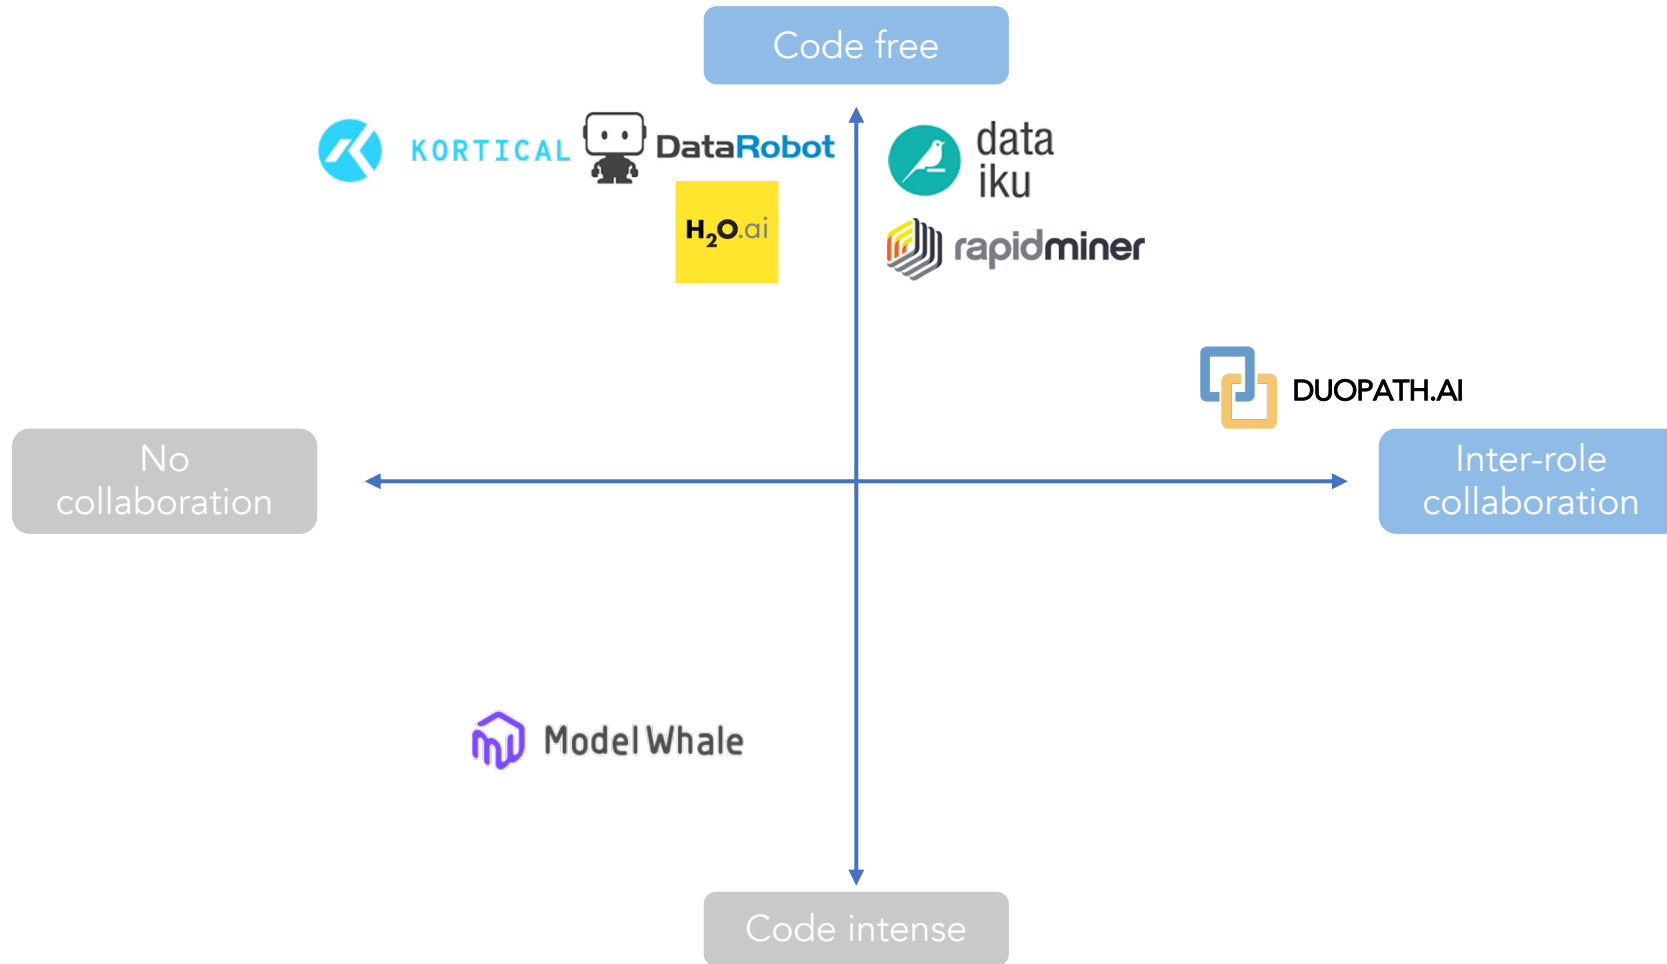 Code free
KORTICAL
DataRobot
data
iku
H₂O.ai
rapidminer
DUOPATH.AI
No
collaboration
Inter-role
collaboration
Model Whale
Code intense